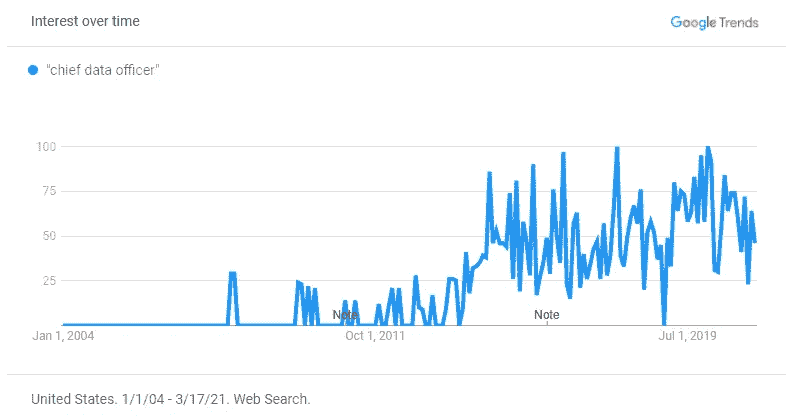 Interest over time
Google Trends
"chief data officer"
100
75
50
25
Note
Note
Jan 1, 2004
Oct 1, 2011
Jul 1, 2019
United States. 1/1/04 - 3/17/21. Web Search.